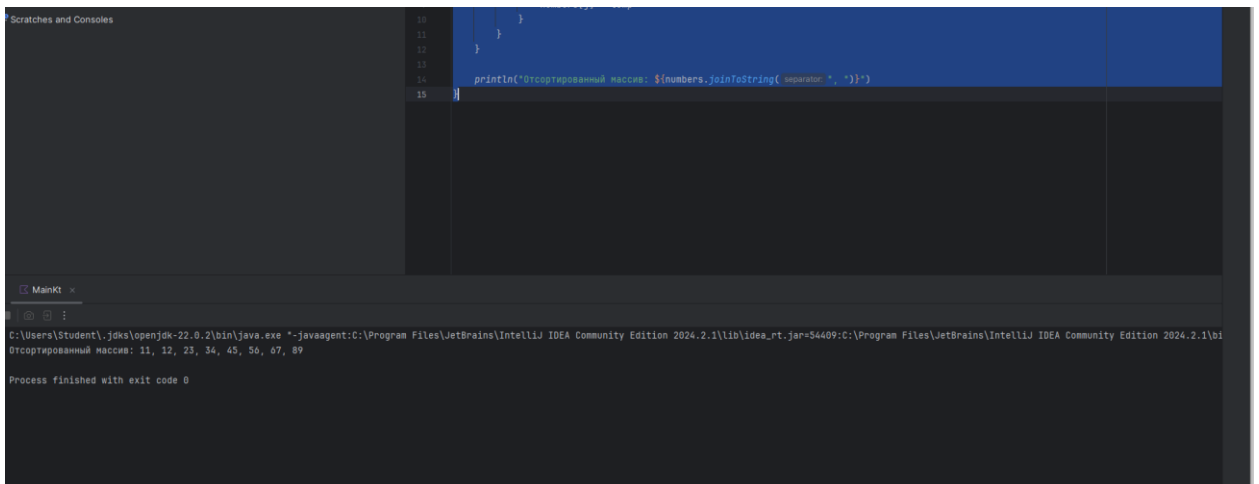 Scratches and Consoles
10 }
11 }
12 }
13
14 println("Отсортированный массив: ${numbers.joinToString( separator: ", ")}")
15 }
MainKt ×
C:\Users\Student\.jdks\openjdk-22.0.2\bin\java.exe "-javaagent:C:\Program Files\JetBrains\IntelliJ IDEA Community Edition 2024.2.1\lib\idea_rt.jar=54409:C:\Program Files\JetBrains\IntelliJ IDEA Community Edition 2024.2.1\bi
Отсортированный массив: 11, 12, 23, 34, 45, 56, 67, 89
Process finished with exit code 0